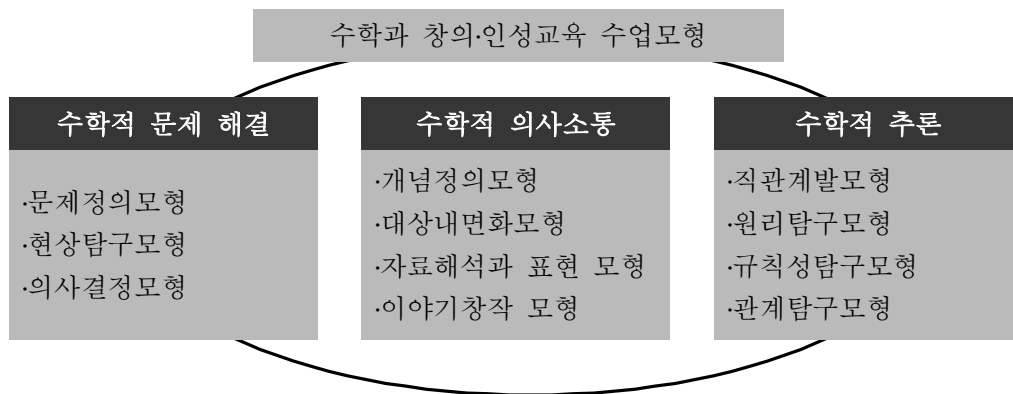 수학과 창의·인성교육 수업모형
수학적 문제 해결
·문제정의모형
·현상탐구모형
·의사결정모형
수학적 의사소통
·개념정의모형
·대상내면화모형
·자료해석과 표현 모형
·이야기창작 모형
수학적 추론
·직관계발모형
·원리탐구모형
·규칙성탐구모형
·관계탐구모형